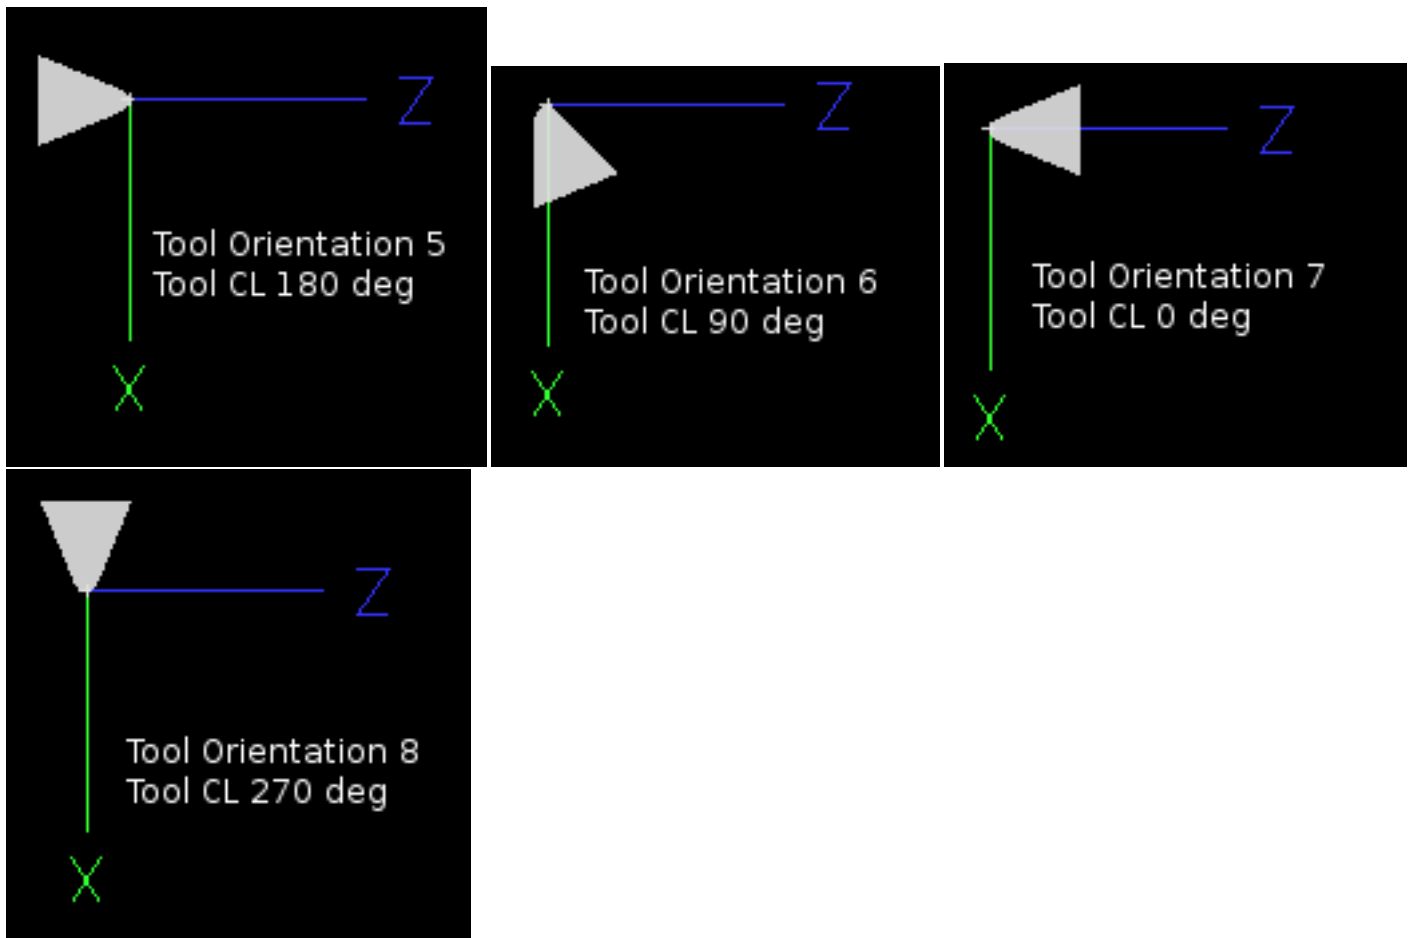 Z
Tool Orientation 5
Tool CL 180 deg
X
Z
Tool Orientation 6
Tool CL 90 deg
X
Z
Tool Orientation 7
Tool CL 0 deg
X
Z
Tool Orientation 8
Tool CL 270 deg
X